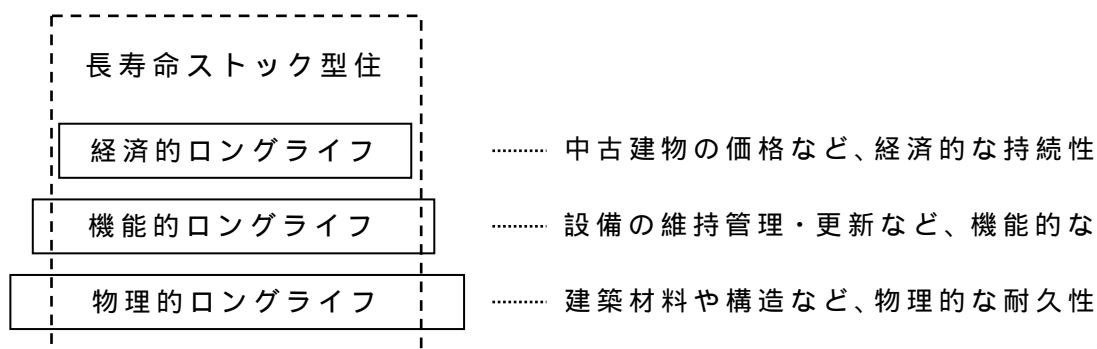 長寿命ストック型住
経済的ロングライフ ………… 中古建物の価格など、経済的な持続性
機能的ロングライフ ………… 設備の維持管理・更新など、機能的な
物理的ロングライフ ………… 建築材料や構造など、物理的な耐久性